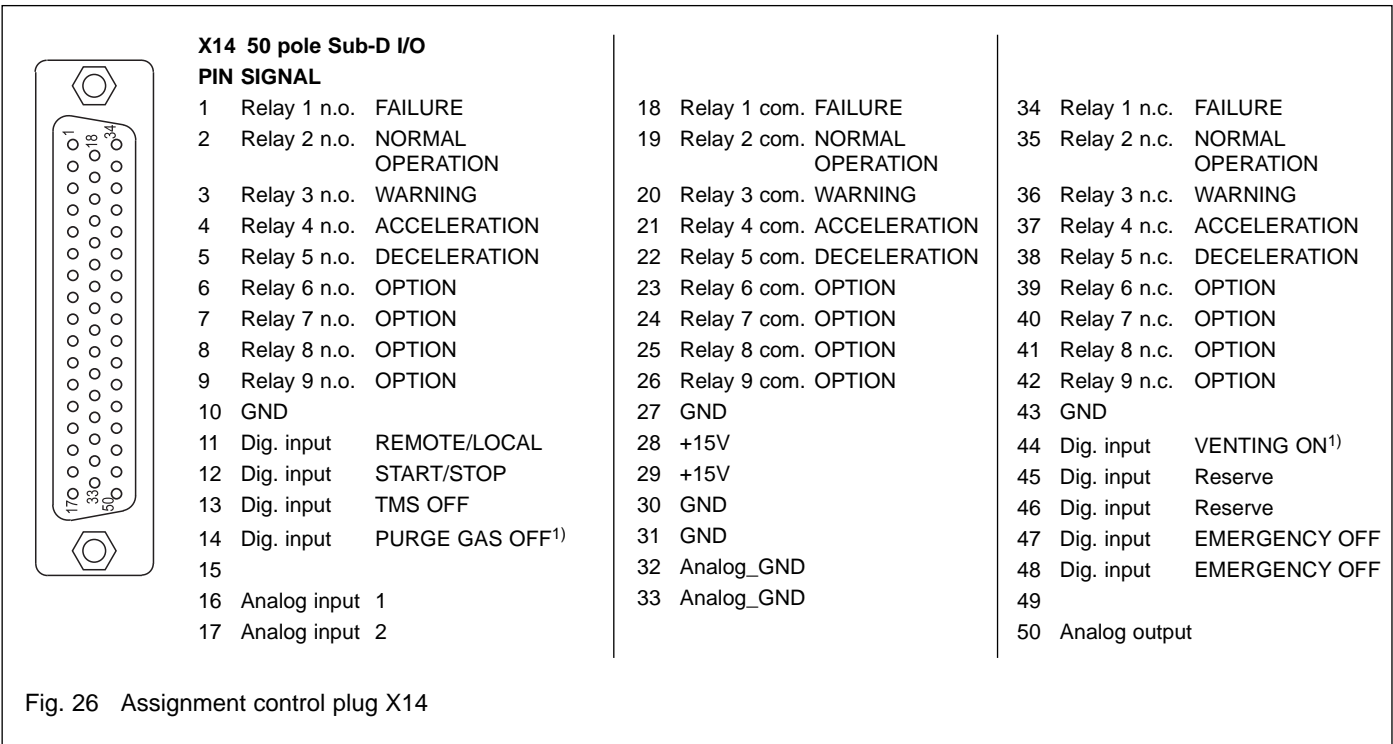 X14 50 pole Sub-D I/O
PIN SIGNAL
1 18 34
17 33 50
1 Relay 1 n.o. FAILURE
2 Relay 2 n.o. NORMAL
OPERATION
3 Relay 3 n.o. WARNING
4 Relay 4 n.o. ACCELERATION
5 Relay 5 n.o. DECELERATION
6 Relay 6 n.o. OPTION
7 Relay 7 n.o. OPTION
8 Relay 8 n.o. OPTION
9 Relay 9 n.o. OPTION
10 GND
11 Dig. input REMOTE/LOCAL
12 Dig. input START/STOP
13 Dig. input TMS OFF
14 Dig. input PURGE GAS OFF1)
15
16 Analog input 1
17 Analog input 2
18 Relay 1 com. FAILURE
19 Relay 2 com. NORMAL
OPERATION
20 Relay 3 com. WARNING
21 Relay 4 com. ACCELERATION
22 Relay 5 com. DECELERATION
23 Relay 6 com. OPTION
24 Relay 7 com. OPTION
25 Relay 8 com. OPTION
26 Relay 9 com. OPTION
27 GND
28 +15V
29 +15V
30 GND
31 GND
32 Analog_GND
33 Analog_GND
34 Relay 1 n.c. FAILURE
35 Relay 2 n.c. NORMAL
OPERATION
36 Relay 3 n.c. WARNING
37 Relay 4 n.c. ACCELERATION
38 Relay 5 n.c. DECELERATION
39 Relay 6 n.c. OPTION
40 Relay 7 n.c. OPTION
41 Relay 8 n.c. OPTION
42 Relay 9 n.c. OPTION
43 GND
44 Dig. input VENTING ON1)
45 Dig. input Reserve
46 Dig. input Reserve
47 Dig. input EMERGENCY OFF
48 Dig. input EMERGENCY OFF
49
50 Analog output
Fig. 26 Assignment control plug X14